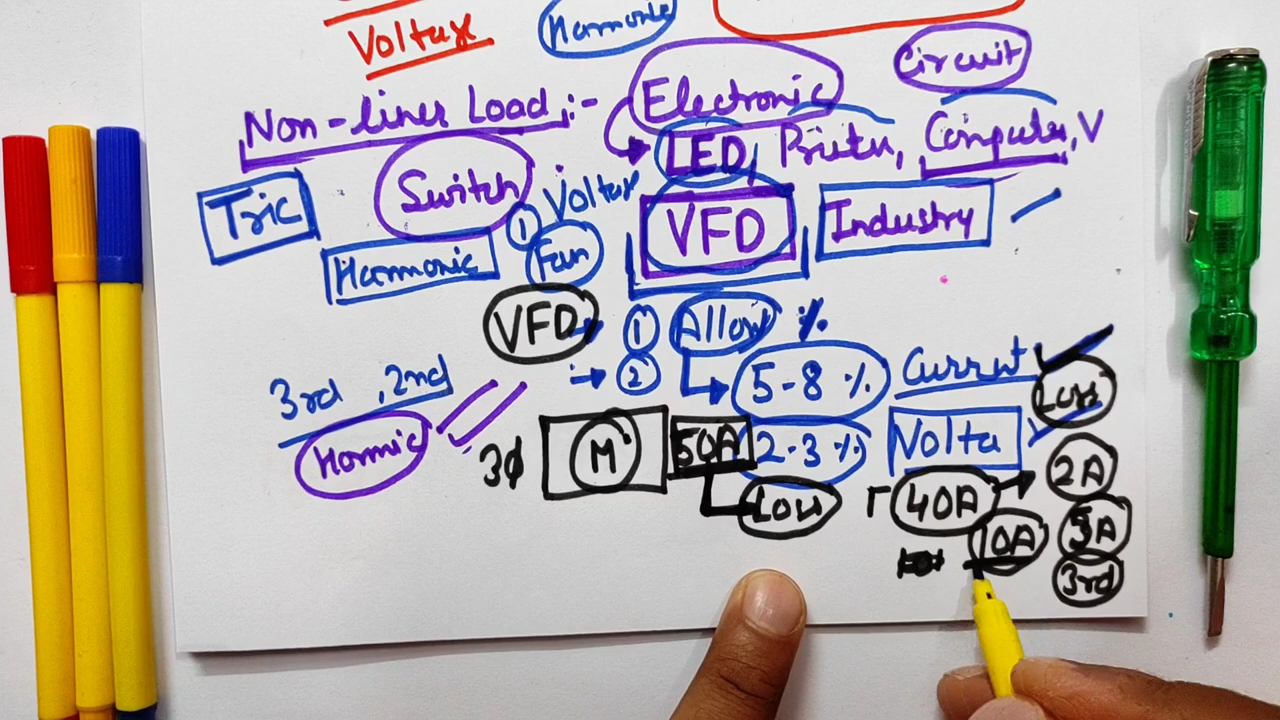 Voltage Harmonic
Circuit
Non-liner Load :- Electronic
LED, Printer, Computer, V
Tric Switch ① Voltage VFD Industry
Harmonic Fan
VFD → ① Allow %
3rd , 2nd → ② 5-8 % Current Loss
Hormic 3ϕ M 50A 2-3 % Volta 2A
Low 40A 5A
10A 3rd